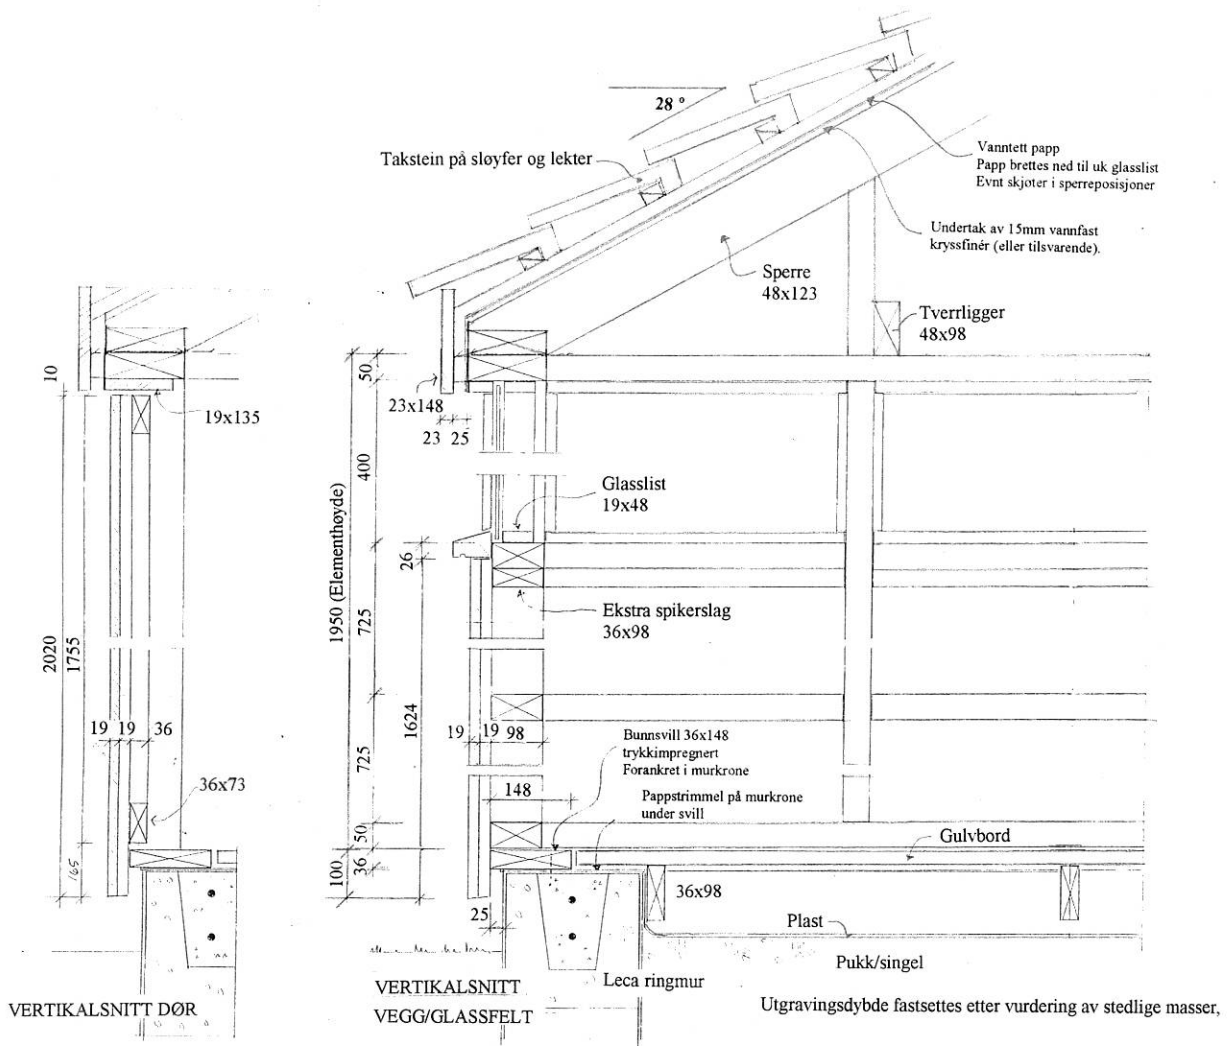 28 °
Takstein på sløyfer og lekter
Vanntett papp
Papp brettes ned til uk glasslist
Evnt skjoter i sperreposisjoner
Undertak av 15mm vannfast
kryssfinér (eller tilsvarende).
Sperre
48x123
Tverrligger
48x98
10
19x135
50
23x148
23 25
400
Glasslist
19x48
1950 (Elementhøyde)
26
725
Ekstra spikerslag
36x98
2020
1755
1624
19 19 36
19 19 98
725
Bunnsvill 36x148
trykkimpregnert
Forankret i murkrone
36x73
148
Pappstrimmel på murkrone
under svill
50
Gulvbord
165
100
36
36x98
25
Plast
Pukk/singel
Leca ringmur
VERTIKALSNITT DØR
VERTIKALSNITT
VEGG/GLASSFELT
Utgravingsdybde fastsettes etter vurdering av stedlige masser,